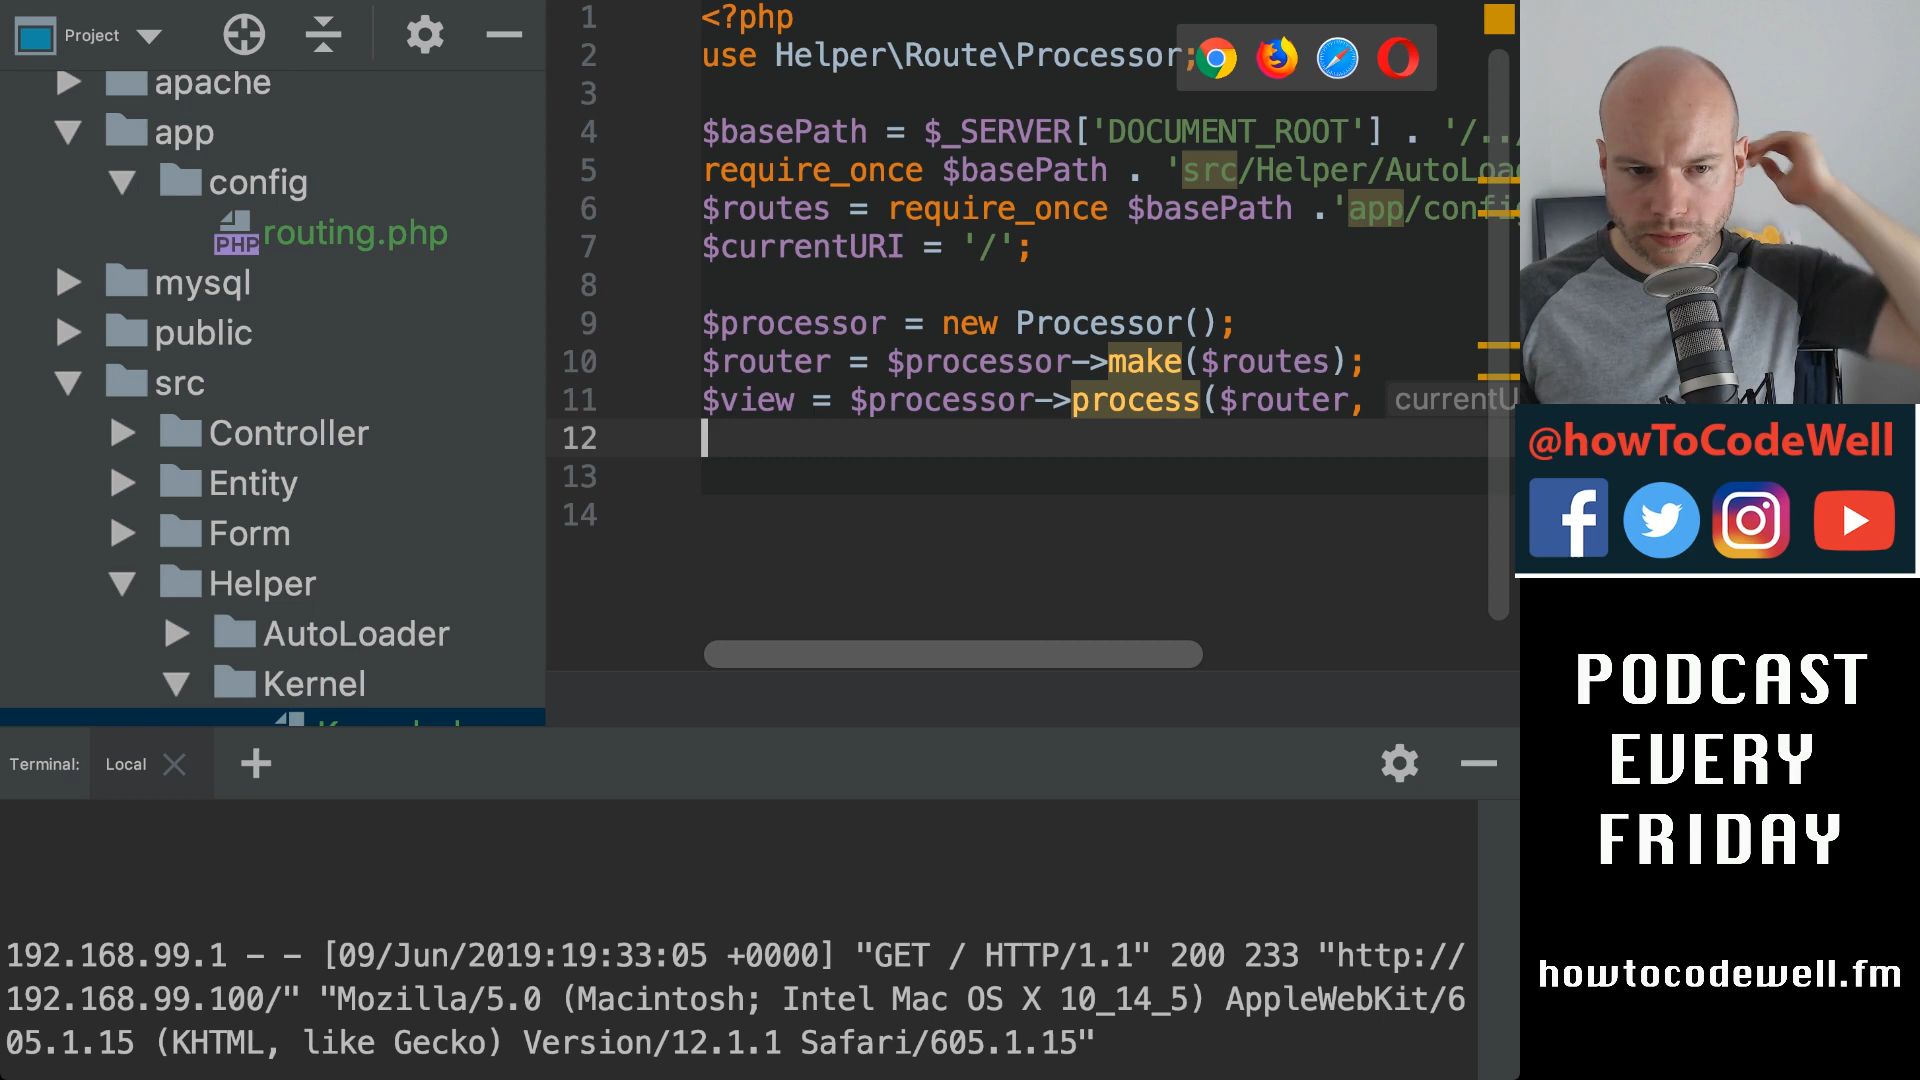 Project
apache
app
config
PHP routing.php
mysql
public
src
Controller
Entity
Form
Helper
AutoLoader
Kernel
1 <?php
2 use Helper\Route\Processor;
3
4 $basePath = $_SERVER['DOCUMENT_ROOT'] . '/../
5 require_once $basePath . 'src/Helper/AutoLoa
6 $routes = require_once $basePath .'app/config
7 $currentURI = '/';
8
9 $processor = new Processor();
10 $router = $processor->make($routes);
11 $view = $processor->process($router, currentU
12
13
14
Terminal: Local
192.168.99.1 - - [09/Jun/2019:19:33:05 +0000] "GET / HTTP/1.1" 200 233 "http://
192.168.99.100/" "Mozilla/5.0 (Macintosh; Intel Mac OS X 10_14_5) AppleWebKit/6
05.1.15 (KHTML, like Gecko) Version/12.1.1 Safari/605.1.15"
@howToCodeWell
PODCAST
EVERY
FRIDAY
howtocodewell.fm